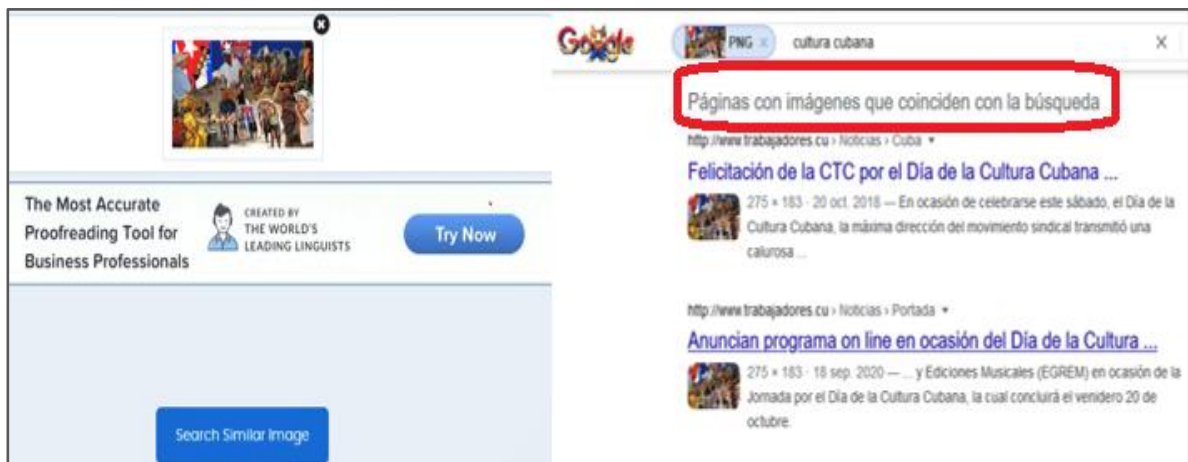 The Most Accurate
Proofreading Tool for
Business Professionals
CREATED BY
THE WORLD'S
LEADING LINGUISTS
Try Now
Search Similar Image
Google
PNG × cultura cubana X
Páginas con imágenes que coinciden con la búsqueda
http://www.trabajadores.cu › Noticias › Cuba
Felicitación de la CTC por el Día de la Cultura Cubana ...
275 × 183 · 20 oct. 2018 — En ocasión de celebrarse este sábado, el Día de la
Cultura Cubana, la máxima dirección del movimiento sindical transmitió una
calurosa ...
http://www.trabajadores.cu › Noticias › Portada
Anuncian programa on line en ocasión del Día de la Cultura ...
275 × 183 · 18 sep. 2020 — ... y Ediciones Musicales (EGREM) en ocasión de la
Jornada por el Día de la Cultura Cubana, la cual concluirá el venidero 20 de
octubre.